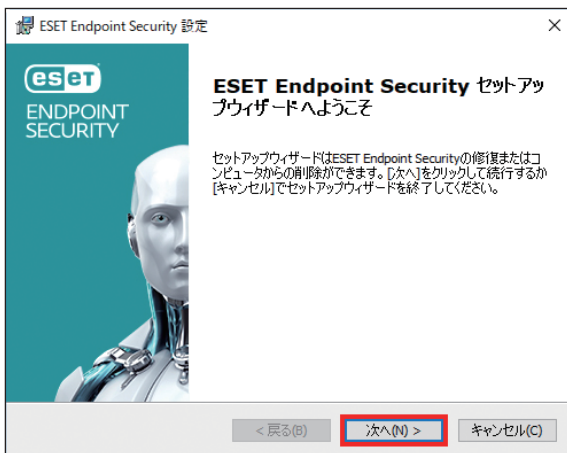 ESET Endpoint Security 設定
eset
ENDPOINT
SECURITY
ESET Endpoint Security セットアッ
プウィザードへようこそ
セットアップウィザードはESET Endpoint Securityの修復またはコ
ンピュータからの削除ができます。[次へ]をクリックして続行するか
[キャンセル]でセットアップウィザードを終了してください。
< 戻る(B)
次へ(N) >
キャンセル(C)